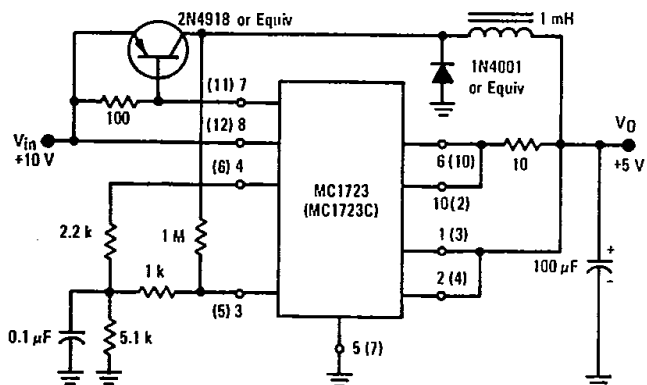 2N4918 or Equiv
1 mH
1N4001
or Equiv
(11) 7
100
Vin
+10 V
(12) 8
(6) 4
2.2 k
1 M
1 k
(5) 3
0.1 μF
5.1 k
MC1723
(MC1723C)
6 (10)
10
10 (2)
1 (3)
2 (4)
5 (7)
VO
+5 V
100 μF
+
-